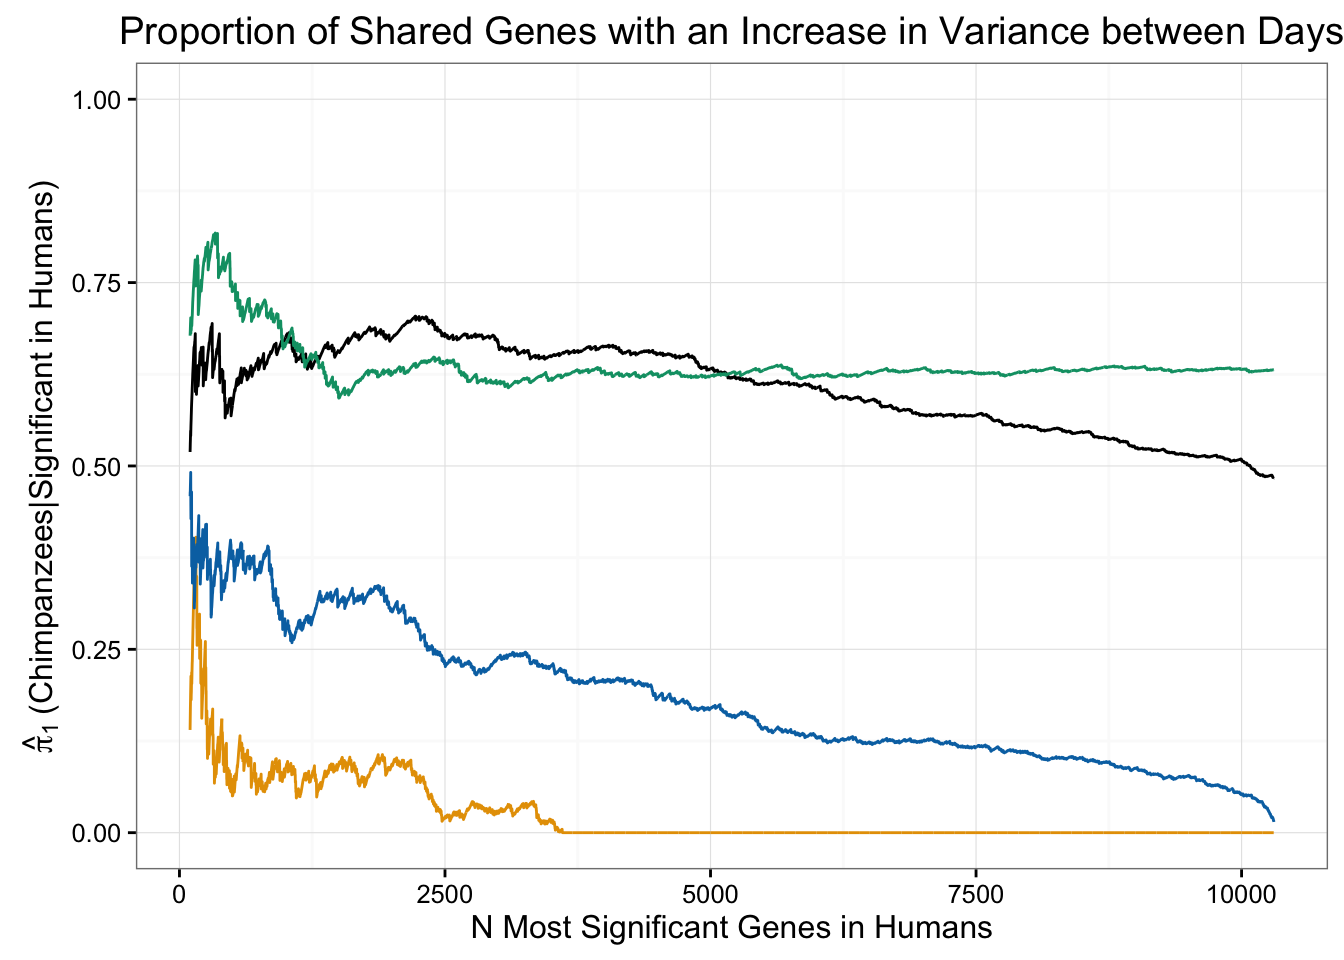 Proportion of Shared Genes with an Increase in Variance between Days
π̂₁ (Chimpanzees|Significant in Humans)
1.00
0.75
0.50
0.25
0.00
0 2500 5000 7500 10000
N Most Significant Genes in Humans